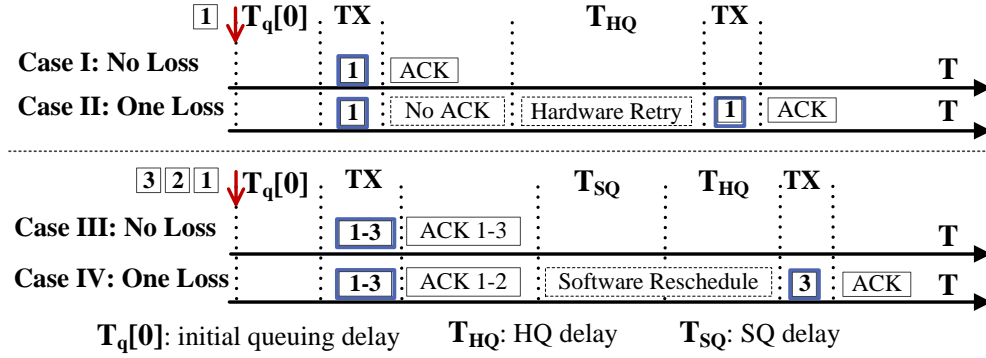 1 Tq[0] TX THQ TX
Case I: No Loss 1 ACK T
Case II: One Loss 1 No ACK Hardware Retry 1 ACK T
3 2 1 Tq[0] TX TSQ THQ TX
Case III: No Loss 1-3 ACK 1-3 T
Case IV: One Loss 1-3 ACK 1-2 Software Reschedule 3 ACK T
Tq[0]: initial queuing delay THQ: HQ delay TSQ: SQ delay